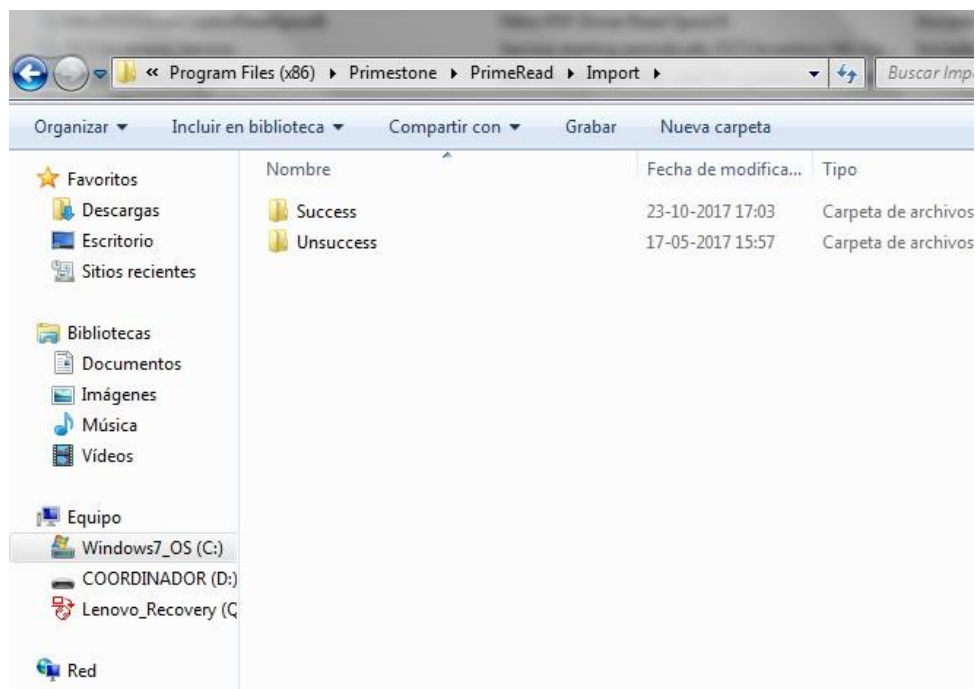 « Program Files (x86) ▸ Primestone ▸ PrimeRead ▸ Import ▸ Buscar Imp
Organizar Incluir en biblioteca Compartir con Grabar Nueva carpeta
Nombre Fecha de modifica... Tipo
Favoritos
Descargas
Success 23-10-2017 17:03 Carpeta de archivos
Escritorio
Unsuccess 17-05-2017 15:57 Carpeta de archivos
Sitios recientes
Bibliotecas
Documentos
Imágenes
Música
Vídeos
Equipo
Windows7_OS (C:)
COORDINADOR (D:)
Lenovo_Recovery (Q
Red